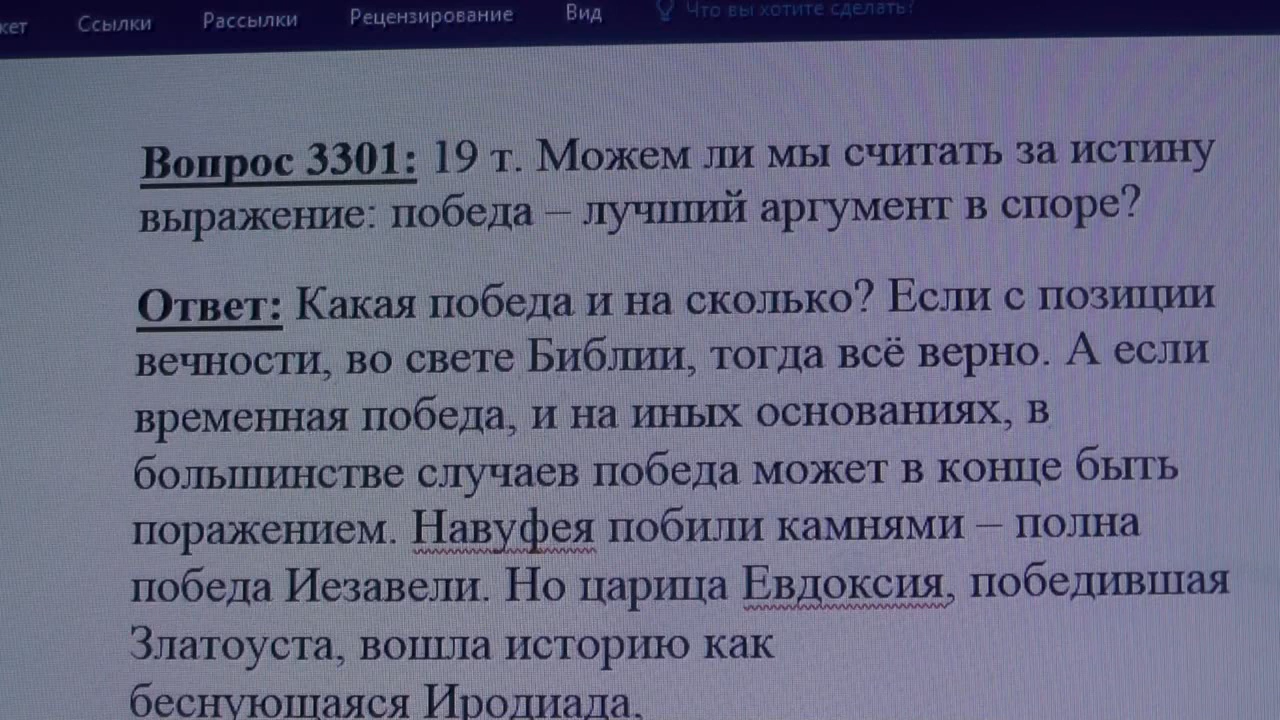 кет Ссылки Рассылки Рецензирование Вид Что вы хотите сделать?
Вопрос 3301: 19 т. Можем ли мы считать за истину
выражение: победа – лучший аргумент в споре?
Ответ: Какая победа и на сколько? Если с позиции
вечности, во свете Библии, тогда всё верно. А если
временная победа, и на иных основаниях, в
большинстве случаев победа может в конце быть
поражением. Навуфея побили камнями – полна
победа Иезавели. Но царица Евдоксия, победившая
Златоуста, вошла историю как
беснующаяся Иродиада.